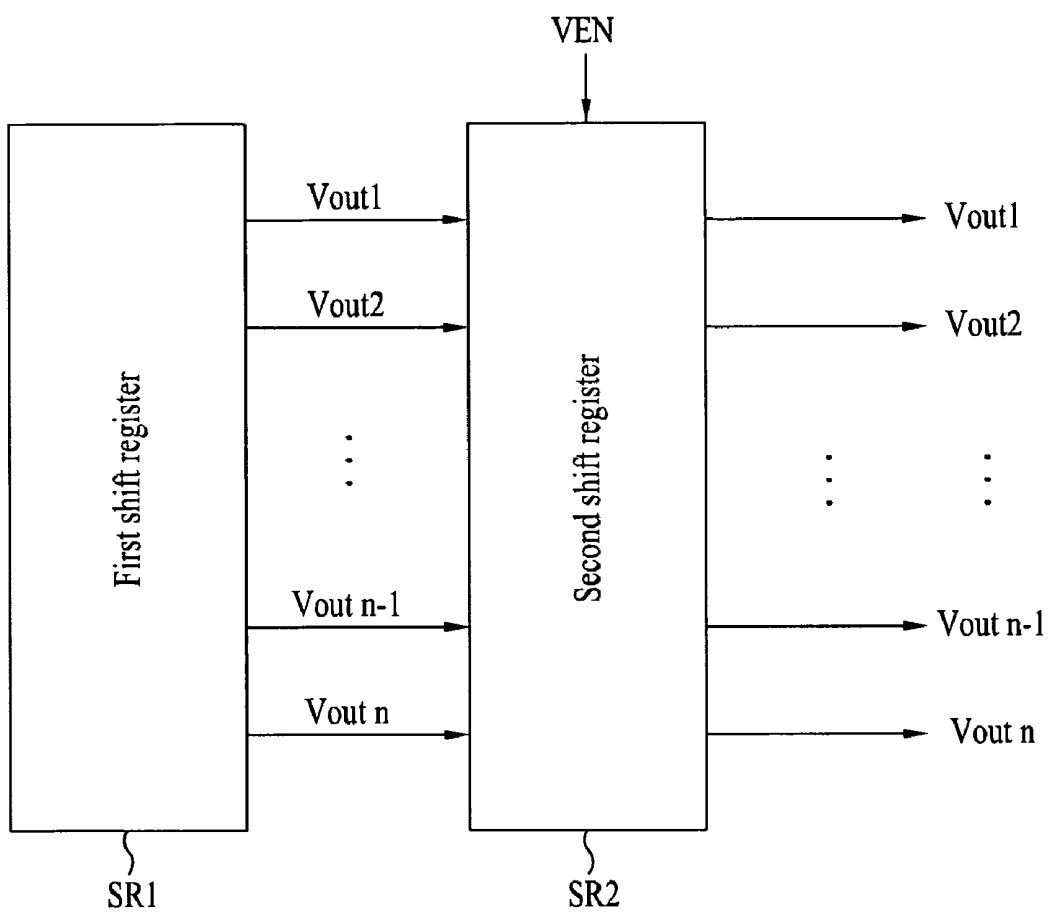 VEN
Vout1
Vout1
Vout2
Vout2
First shift register
Second shift register
Vout n-1
Vout n-1
Vout n
Vout n
SR1
SR2